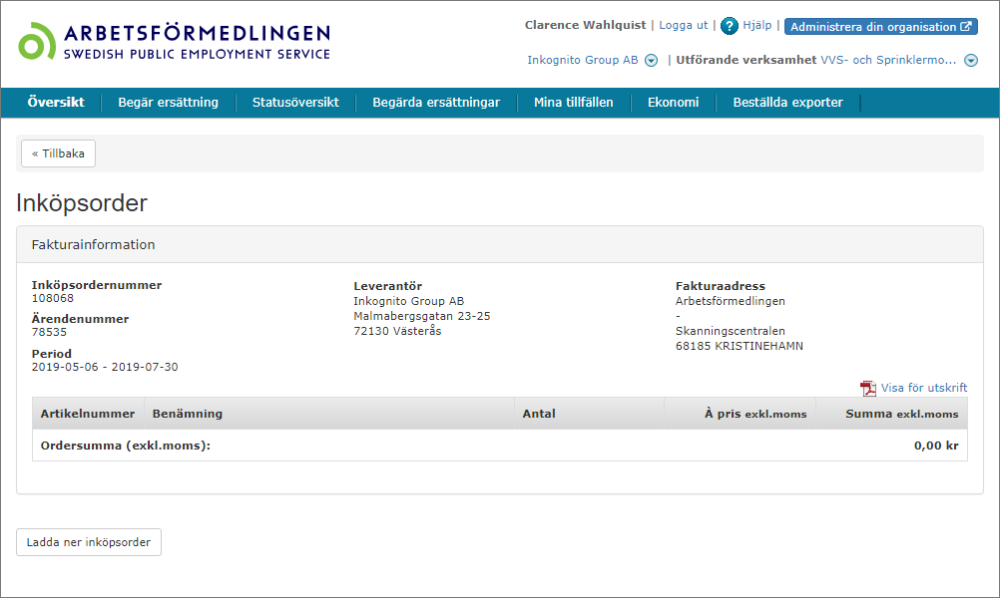 ARBETSFÖRMEDLINGEN
SWEDISH PUBLIC EMPLOYMENT SERVICE
Clarence Wahlquist | Logga ut | ? Hjälp | Administrera din organisation
Inkognito Group AB | Utförande verksamhet VVS- och Sprinklermo...
Översikt Begär ersättning Statusöversikt Begärda ersättningar Mina tillfällen Ekonomi Beställda exporter
« Tillbaka
Inköpsorder
Fakturainformation
Inköpsordernummer
108068
Ärendenummer
78535
Period
2019-05-06 - 2019-07-30
Leverantör
Inkognito Group AB
Malmabergsgatan 23-25
72130 Västerås
Fakturaadress
Arbetsförmedlingen
-
Skanningscentralen
68185 KRISTINEHAMN
Visa för utskrift
Artikelnummer Benämning Antal À pris exkl.moms Summa exkl.moms
Ordersumma (exkl.moms): 0,00 kr
Ladda ner inköpsorder